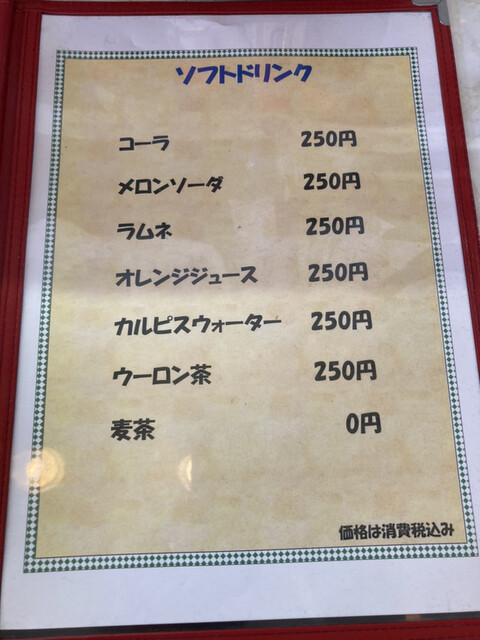 ソフトドリンク
コーラ 250円
メロンソーダ 250円
ラムネ 250円
オレンジジュース 250円
カルピスウォーター 250円
ウーロン茶 250円
麦茶 0円
価格は消費税込み